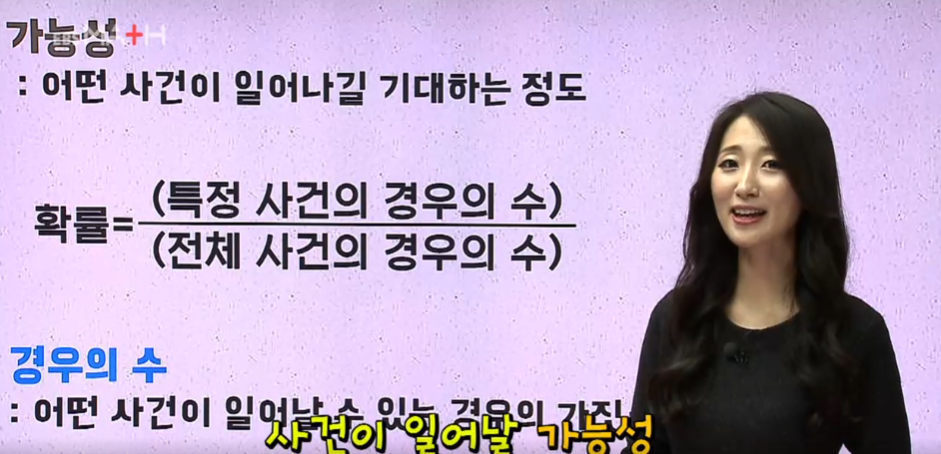 가능성
: 어떤 사건이 일어나길 기대하는 정도
확률=
(특정 사건의 경우의 수)
(전체 사건의 경우의 수)
경우의 수
: 어떤 사건이 일어날 수 있는 경우의 가짓
사건이 일어날 가능성